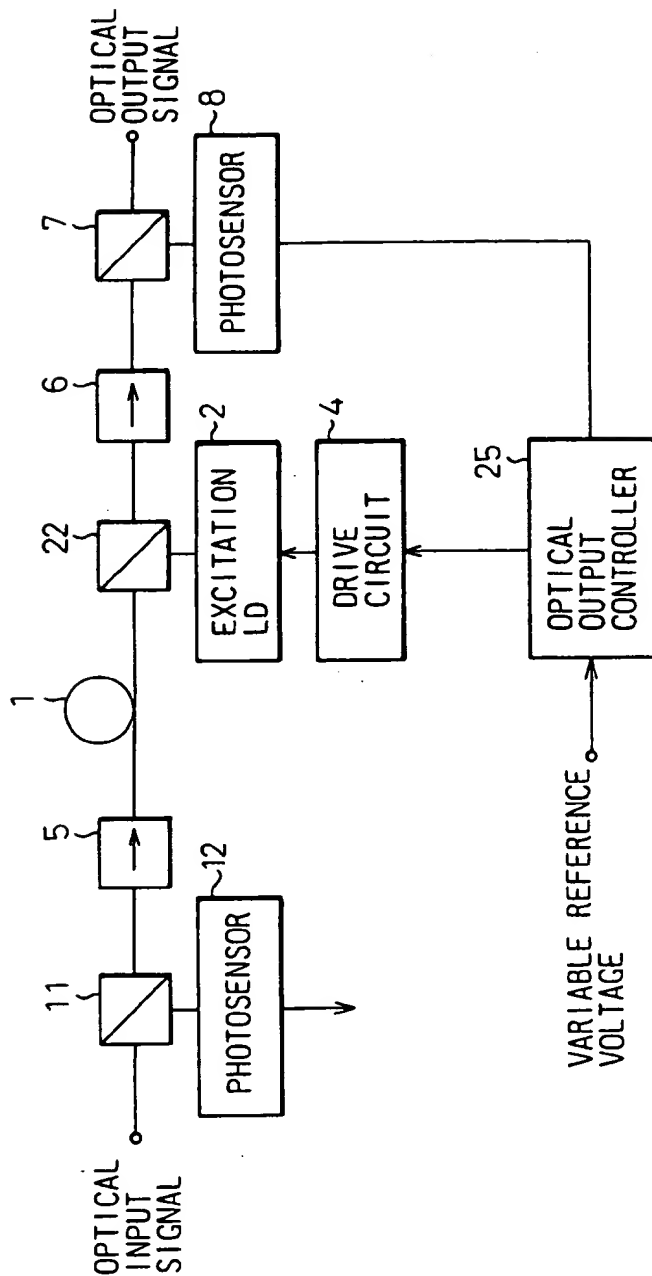 OPTICAL
INPUT
SIGNAL
11
PHOTOSENSOR
12
5
1
22
EXCITATION
LD
2
DRIVE
CIRCUIT
4
6
7
PHOTOSENSOR
8
OPTICAL
OUTPUT
SIGNAL
VARIABLE REFERENCE
VOLTAGE
OPTICAL
OUTPUT
CONTROLLER
25